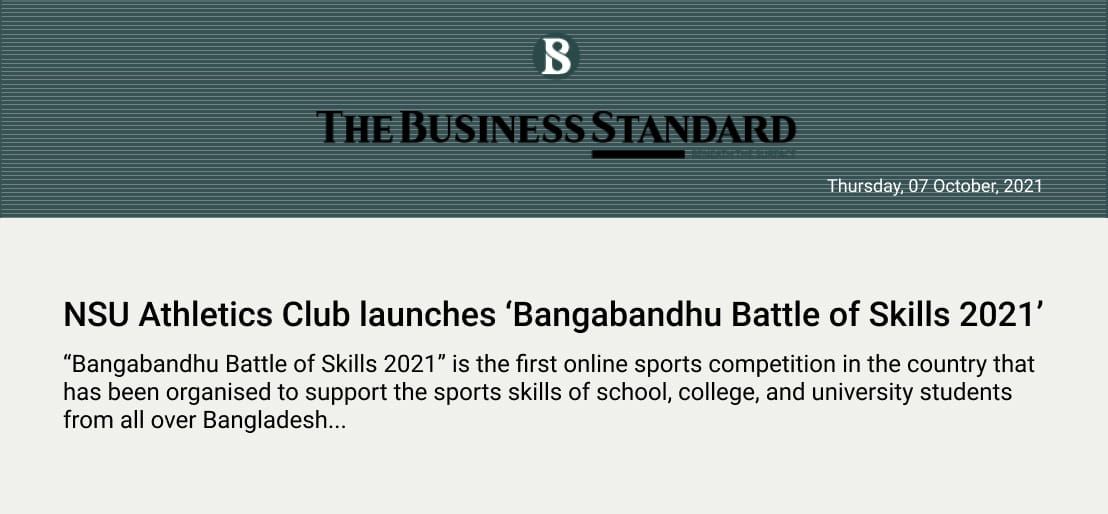 B
THE BUSINESS STANDARD
BENEATH THE SURFACE
Thursday, 07 October, 2021
NSU Athletics Club launches ‘Bangabandhu Battle of Skills 2021’
“Bangabandhu Battle of Skills 2021” is the first online sports competition in the country that
has been organised to support the sports skills of school, college, and university students
from all over Bangladesh...